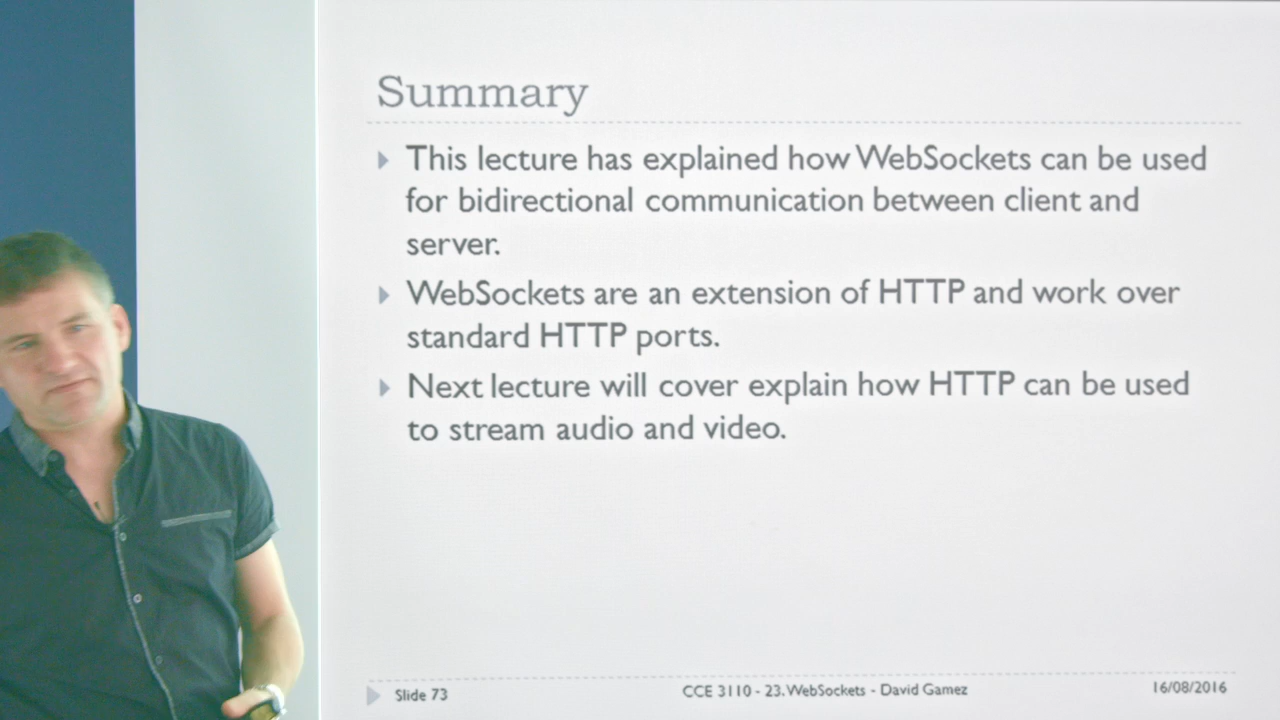 Summary
This lecture has explained how WebSockets can be used
for bidirectional communication between client and
server.
WebSockets are an extension of HTTP and work over
standard HTTP ports.
Next lecture will cover explain how HTTP can be used
to stream audio and video.
Slide 73
CCE 3110 - 23. WebSockets - David Gamez
16/08/2016